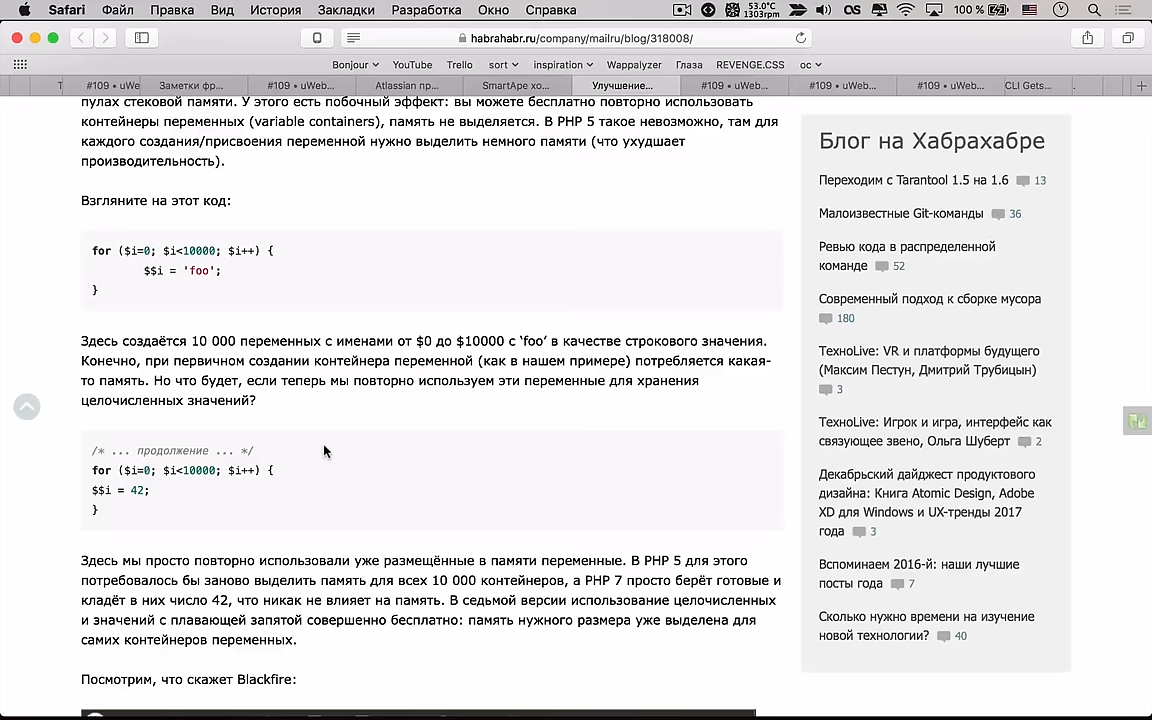 Safari Файл Правка Вид История Закладки Разработка Окно Справка 53.0°C 1303rpm 100 %
habrahabr.ru/company/mailru/blog/318008/
Bonjour YouTube Trello sort inspiration Wappalyzer Глаза REVENGE.CSS ос
T #109 • uWe Заметки фр... #109 • uWeb... Atlassian пр... SmartApe хо... Улучшение... #109 • uWeb... #109 • uWeb... #109 • uWeb... CLI Gets... .
пулах стековой памяти. У этого есть побочный эффект: вы можете бесплатно повторно использовать
контейнеры переменных (variable containers), память не выделяется. В PHP 5 такое невозможно, там для
каждого создания/присвоения переменной нужно выделить немного памяти (что ухудшает
производительность).
Взгляните на этот код:
for ($i=0; $i<10000; $i++) {
$$i = 'foo';
}
Здесь создаётся 10 000 переменных с именами от $0 до $10000 с ‘foo’ в качестве строкового значения.
Конечно, при первичном создании контейнера переменной (как в нашем примере) потребляется какая-
то память. Но что будет, если теперь мы повторно используем эти переменные для хранения
целочисленных значений?
/* ... продолжение ... */
for ($i=0; $i<10000; $i++) {
$$i = 42;
}
Здесь мы просто повторно использовали уже размещённые в памяти переменные. В PHP 5 для этого
потребовалось бы заново выделить память для всех 10 000 контейнеров, а PHP 7 просто берёт готовые и
кладёт в них число 42, что никак не влияет на память. В седьмой версии использование целочисленных
и значений с плавающей запятой совершенно бесплатно: память нужного размера уже выделена для
самих контейнеров переменных.
Посмотрим, что скажет Blackfire:
Блог на Хабрахабре
Переходим с Tarantool 1.5 на 1.6 13
Малоизвестные Git-команды 36
Ревью кода в распределенной
команде 52
Современный подход к сборке мусора
180
ТехноLive: VR и платформы будущего
(Максим Пестун, Дмитрий Трубицын)
3
ТехноLive: Игрок и игра, интерфейс как
связующее звено, Ольга Шуберт 2
Декабрьский дайджест продуктового
дизайна: Книга Atomic Design, Adobe
XD для Windows и UX-тренды 2017
года 3
Вспоминаем 2016-й: наши лучшие
посты года 7
Сколько нужно времени на изучение
новой технологии? 40